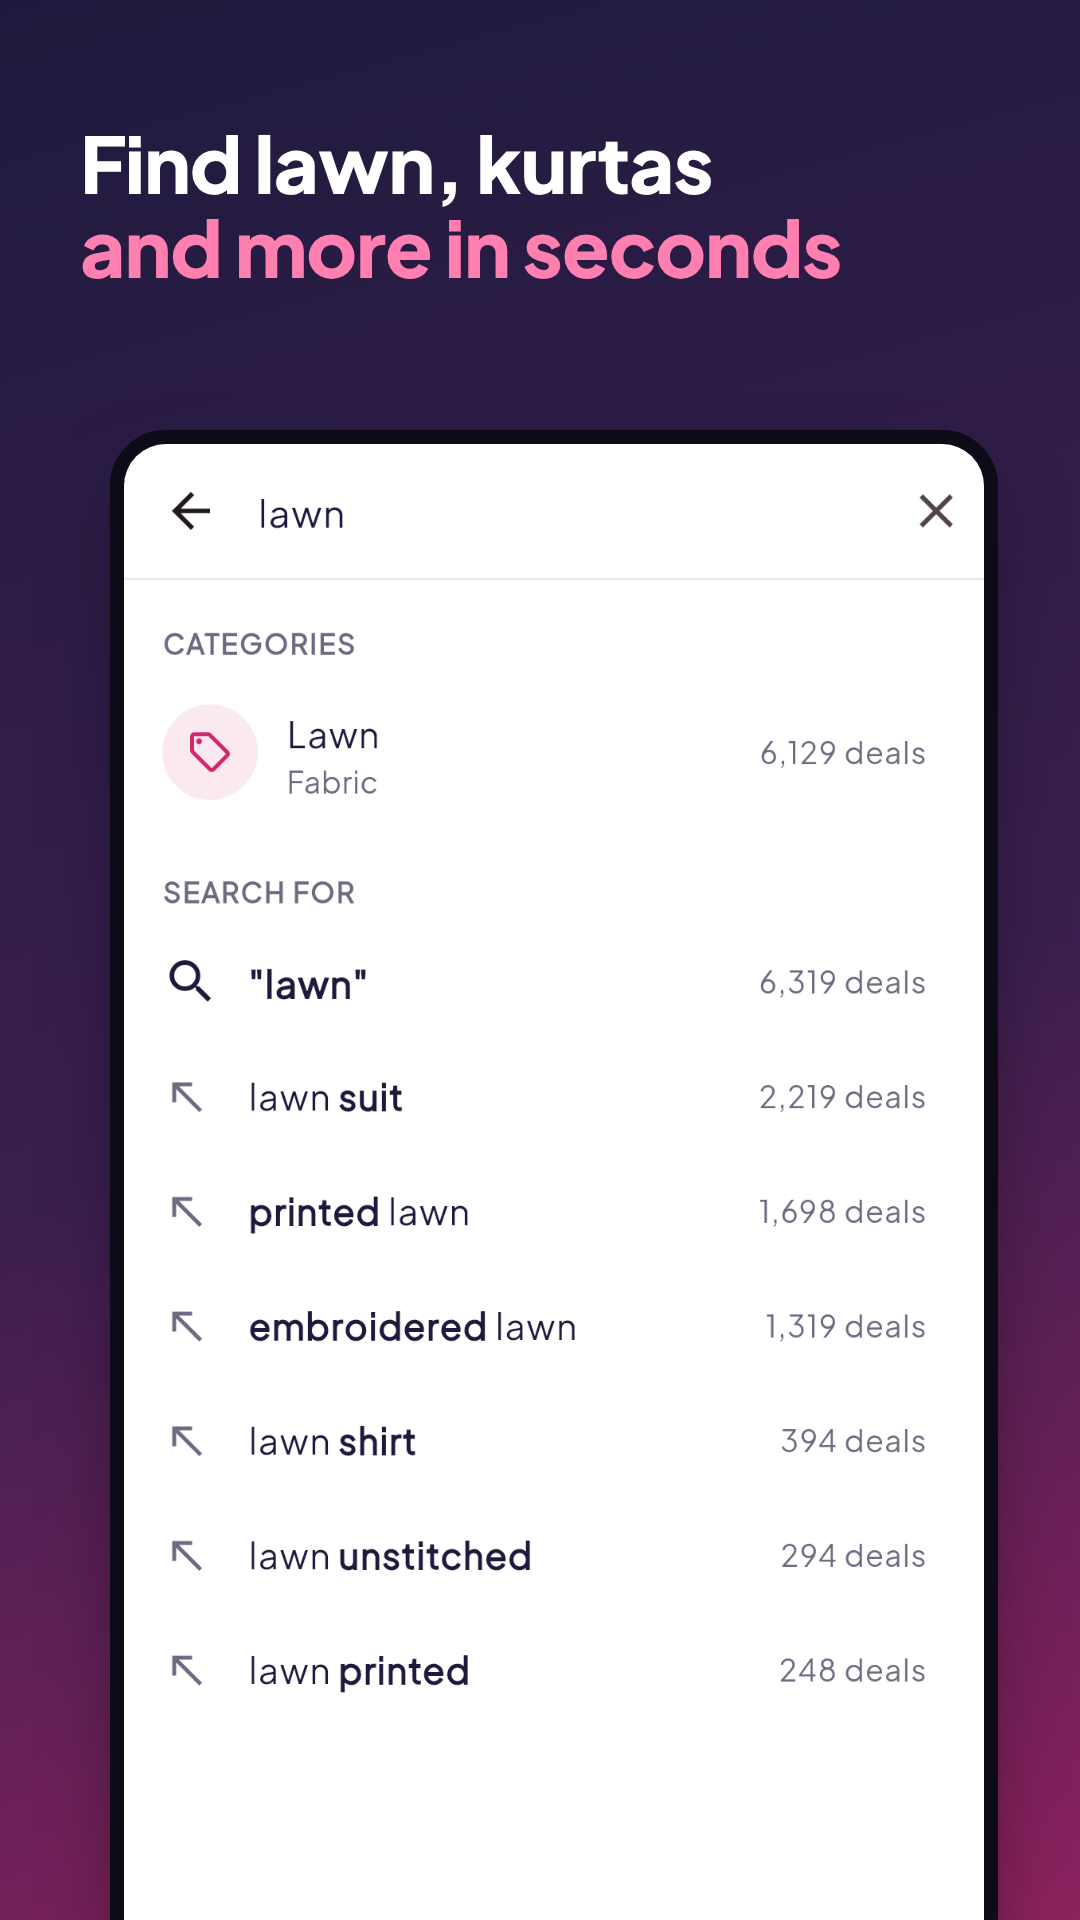 Find lawn, kurtas
and more in seconds
lawn
CATEGORIES
Lawn
Fabric
6,129 deals
SEARCH FOR
"lawn" 6,319 deals
lawn suit 2,219 deals
printed lawn 1,698 deals
embroidered lawn 1,319 deals
lawn shirt 394 deals
lawn unstitched 294 deals
lawn printed 248 deals